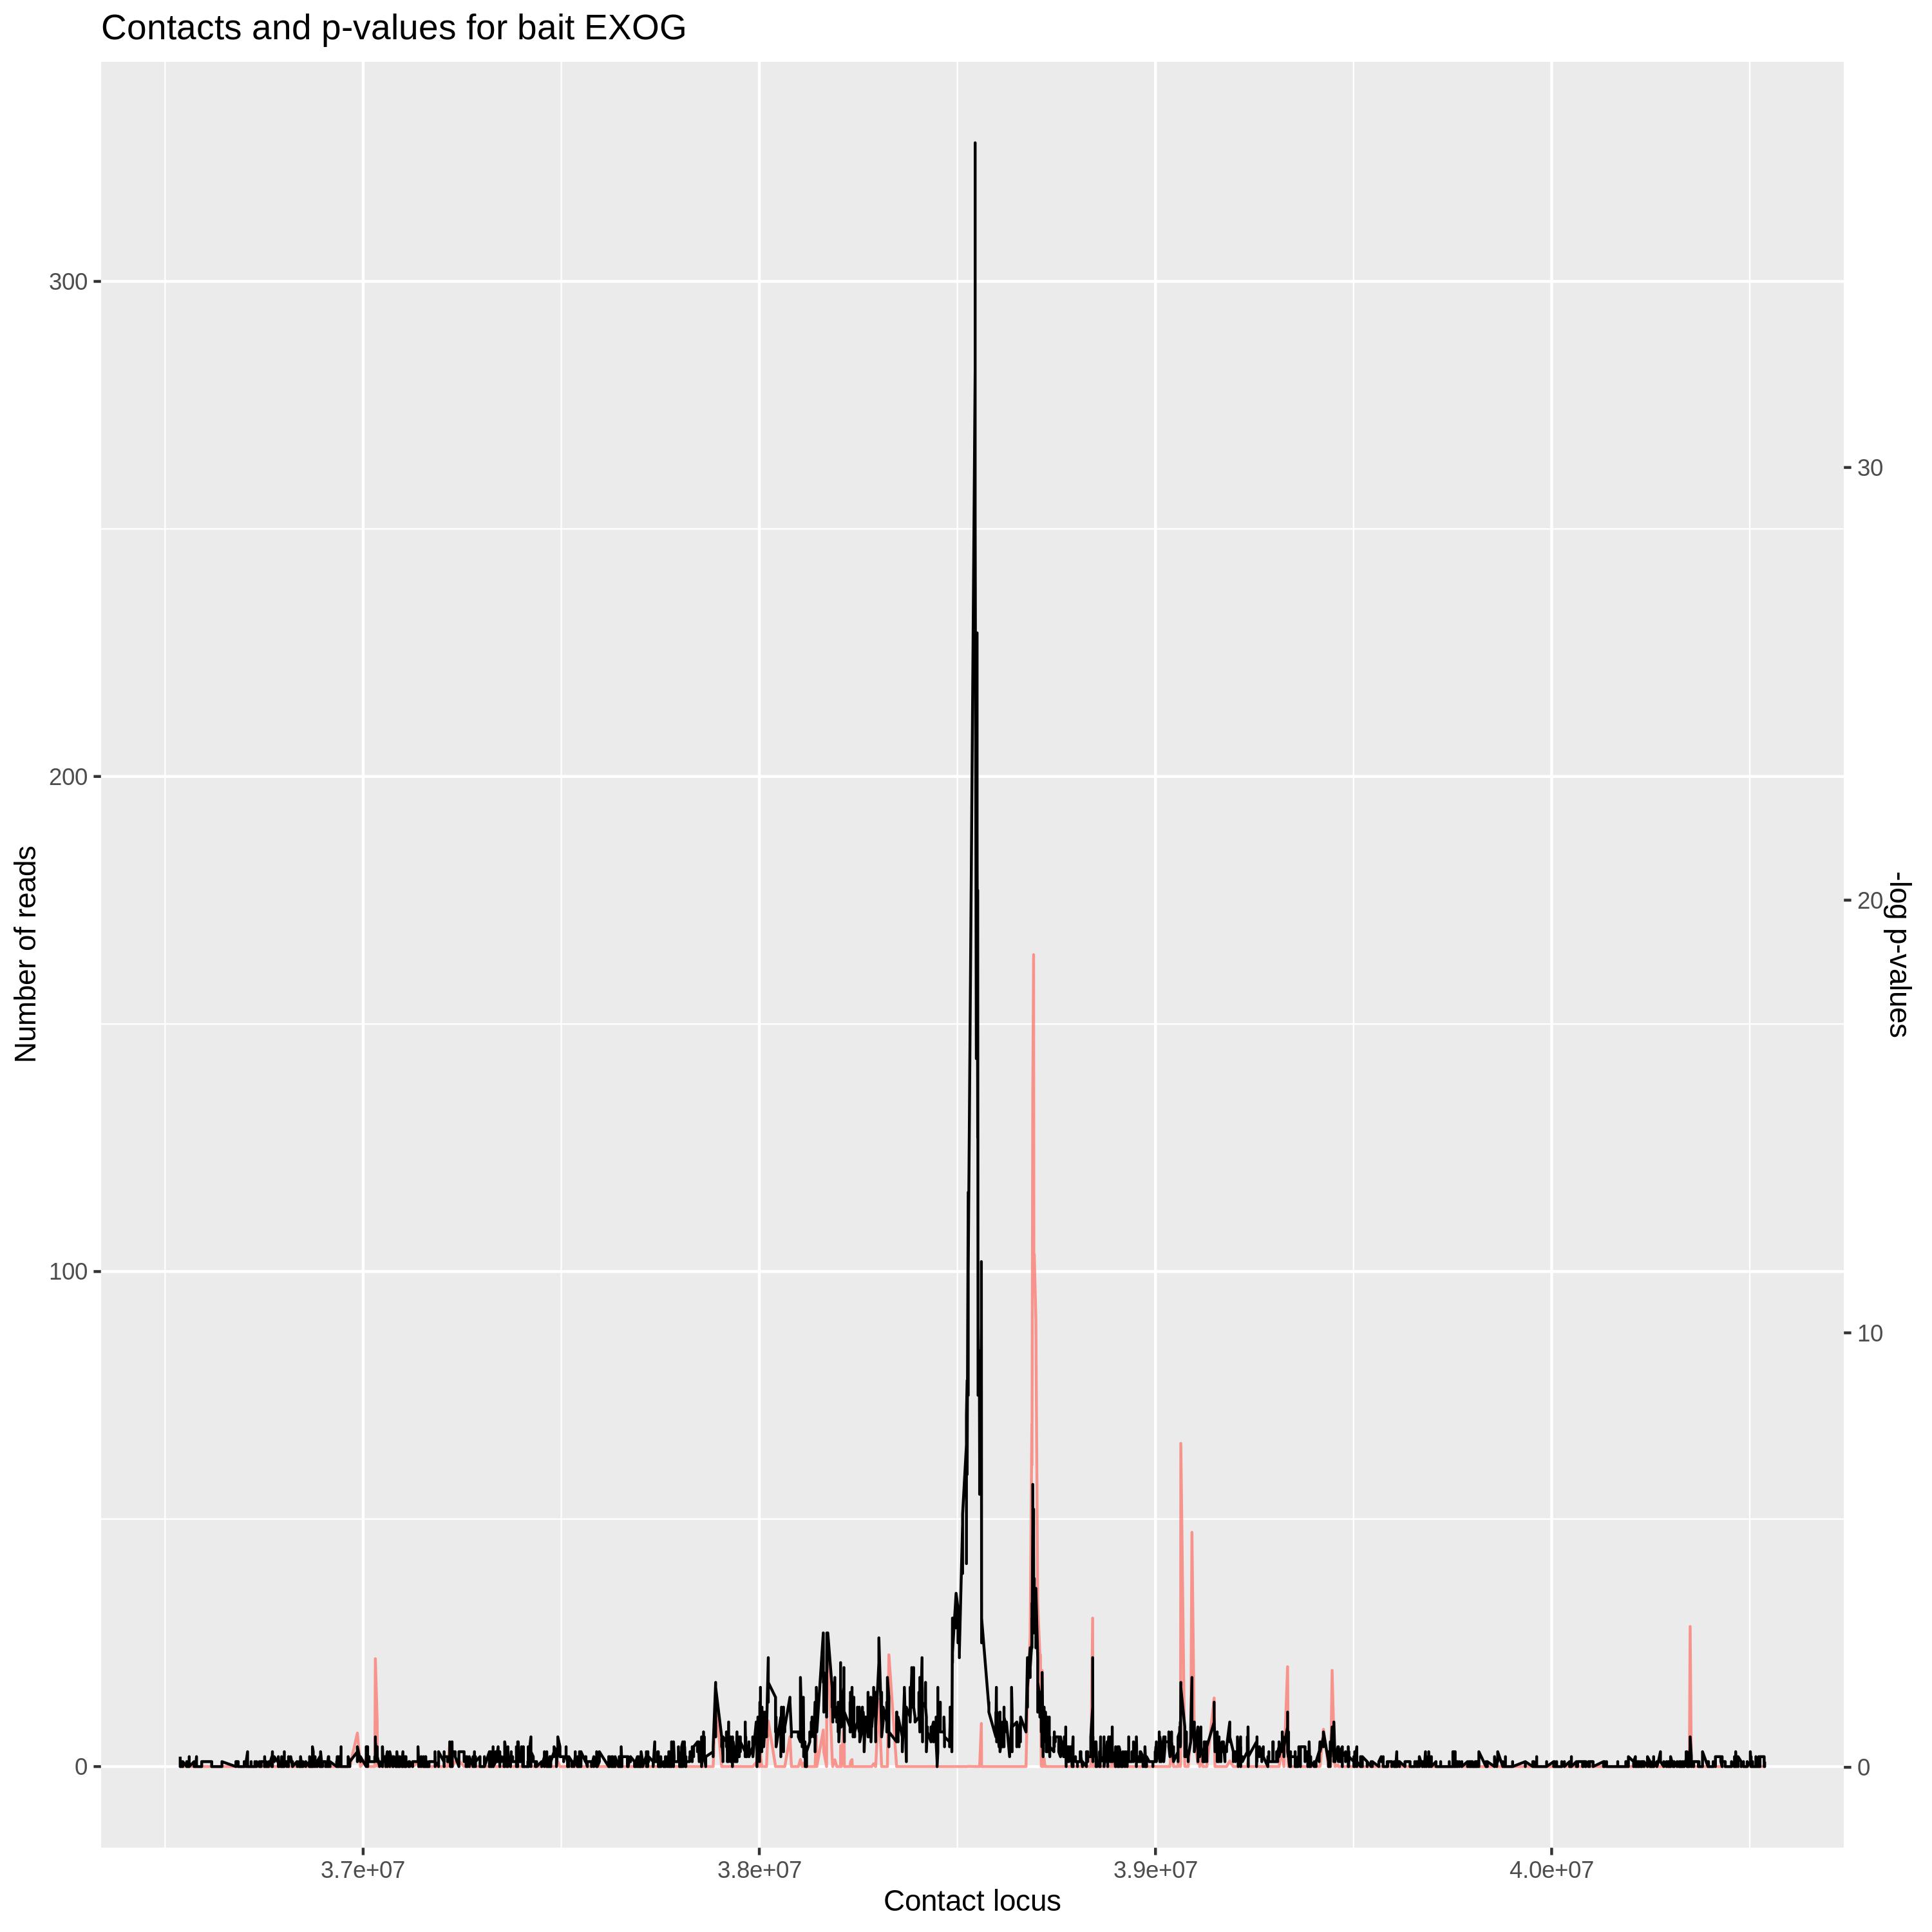 Contacts and p-values for bait EXOG
300
200
100
0
Number of reads
30
20
10
0
-log p-values
3.7e+07
3.8e+07
3.9e+07
4.0e+07
Contact locus